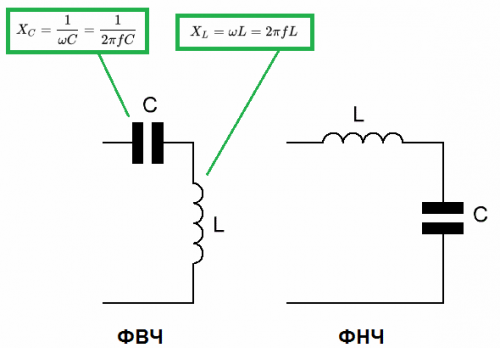 X_C = 1/ωC = 1/2πfC
X_L = ωL = 2πfL
C
L
L
C
ФВЧ
ФНЧ